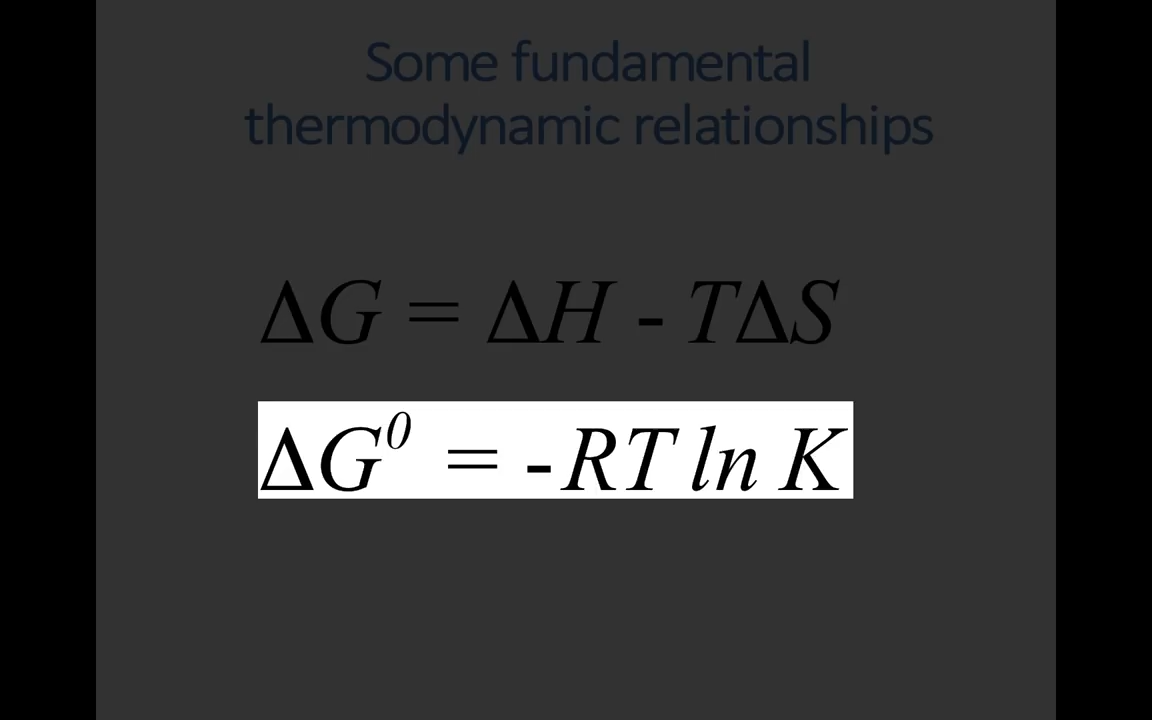 Some fundamental
thermodynamic relationships
ΔG = ΔH - TΔS
ΔG⁰ = -RT ln K